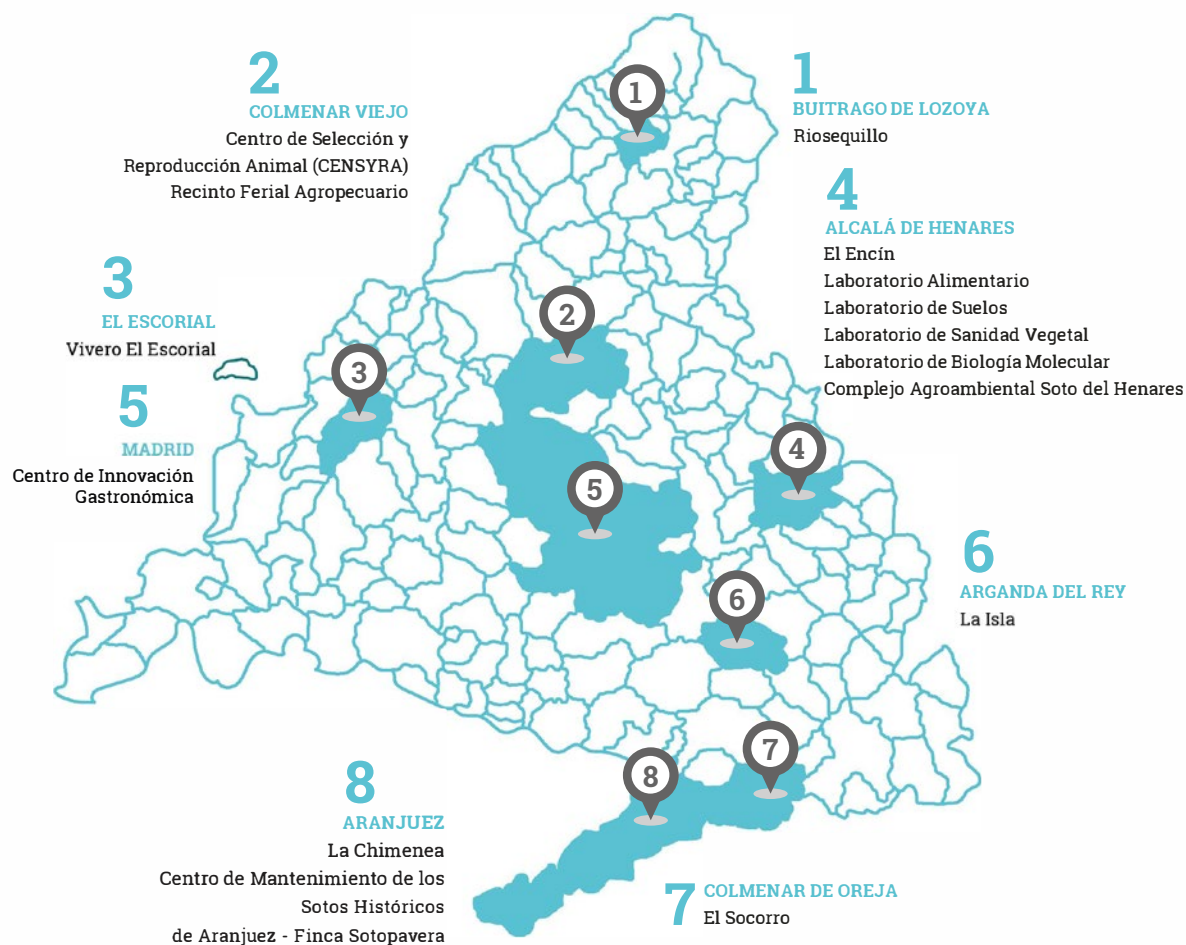 1
BUITRAGO DE LOZOYA
Riosequillo
2
COLMENAR VIEJO
Centro de Selección y
Reproducción Animal (CENSYRA)
Recinto Ferial Agropecuario
3
EL ESCORIAL
Vivero El Escorial
4
ALCALÁ DE HENARES
El Encín
Laboratorio Alimentario
Laboratorio de Suelos
Laboratorio de Sanidad Vegetal
Laboratorio de Biología Molecular
Complejo Agroambiental Soto del Henares
5
MADRID
Centro de Innovación
Gastronómica
6
ARGANDA DEL REY
La Isla
7
COLMENAR DE OREJA
El Socorro
8
ARANJUEZ
La Chimenea
Centro de Mantenimiento de los
Sotos Históricos
de Aranjuez - Finca Sotopavera
1
2
3
4
5
6
7
8